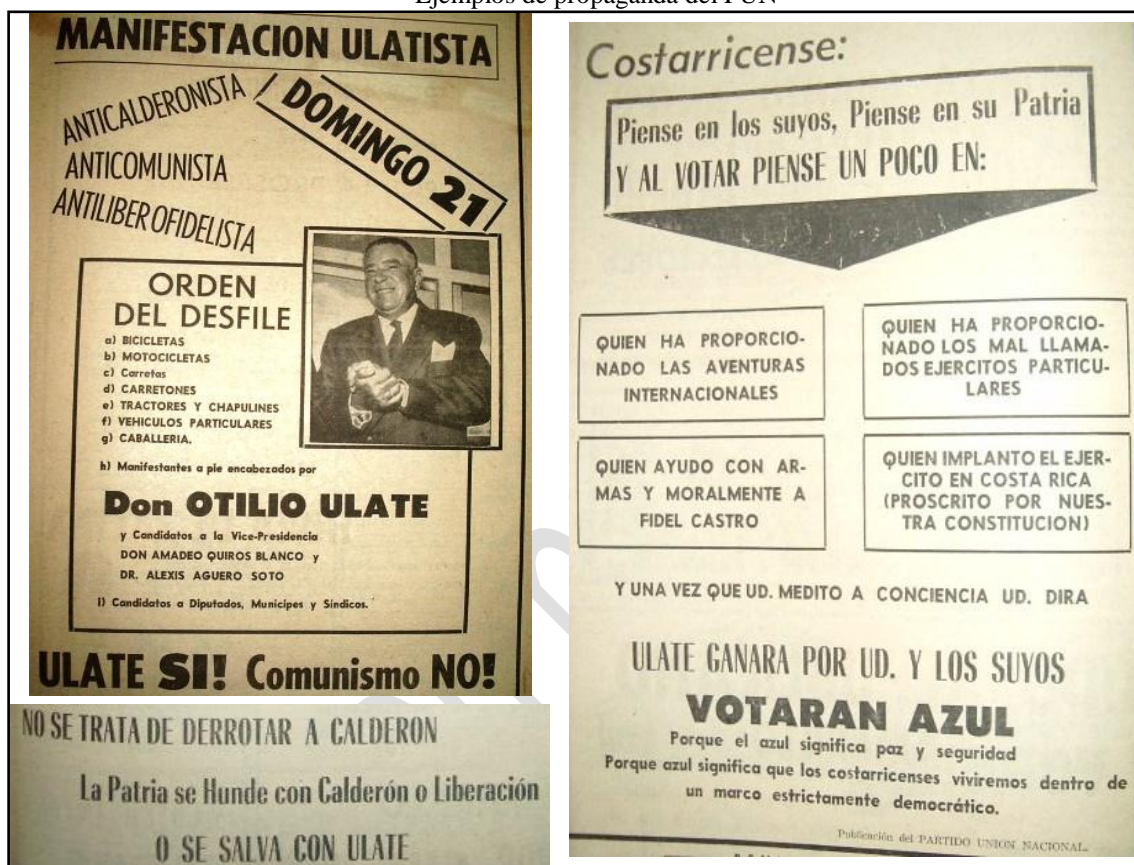 Ejemplos de propaganda del PUN
MANIFESTACION ULATISTA
ANTICALDERONISTA
ANTICOMUNISTA
ANTILIBEROFIDELISTA
DOMINGO 21
ORDEN
DEL DESFILE
a) BICICLETAS
b) MOTOCICLETAS
c) Carretas
d) CARRETONES
e) TRACTORES Y CHAPULINES
f) VEHICULOS PARTICULARES
g) CABALLERIA.
h) Manifestantes a pie encabezados por
Don OTILIO ULATE
y Candidatos a la Vice-Presidencia
DON AMADEO QUIROS BLANCO y
DR. ALEXIS AGUERO SOTO
I) Candidatos a Diputados, Munícipes y Síndicos.
ULATE SI! Comunismo NO!
NO SE TRATA DE DERROTAR A CALDERON
La Patria se Hunde con Calderón o Liberación
O SE SALVA CON ULATE
Costarricense:
Piense en los suyos, Piense en su Patria
Y AL VOTAR PIENSE UN POCO EN:
QUIEN HA PROPORCIO-
NADO LAS AVENTURAS
INTERNACIONALES
QUIEN HA PROPORCIO-
NADO LOS MAL LLAMA-
DOS EJERCITOS PARTICU-
LARES
QUIEN AYUDO CON AR-
MAS Y MORALMENTE A
FIDEL CASTRO
QUIEN IMPLANTO EL EJER-
CITO EN COSTA RICA
(PROSCRITO POR NUES-
TRA CONSTITUCION)
Y UNA VEZ QUE UD. MEDITO A CONCIENCIA UD. DIRA
ULATE GANARA POR UD. Y LOS SUYOS
VOTARAN AZUL
Porque el azul significa paz y seguridad
Porque azul significa que los costarricenses viviremos dentro de
un marco estrictamente democrático.
Publicación del PARTIDO UNION NACIONAL.